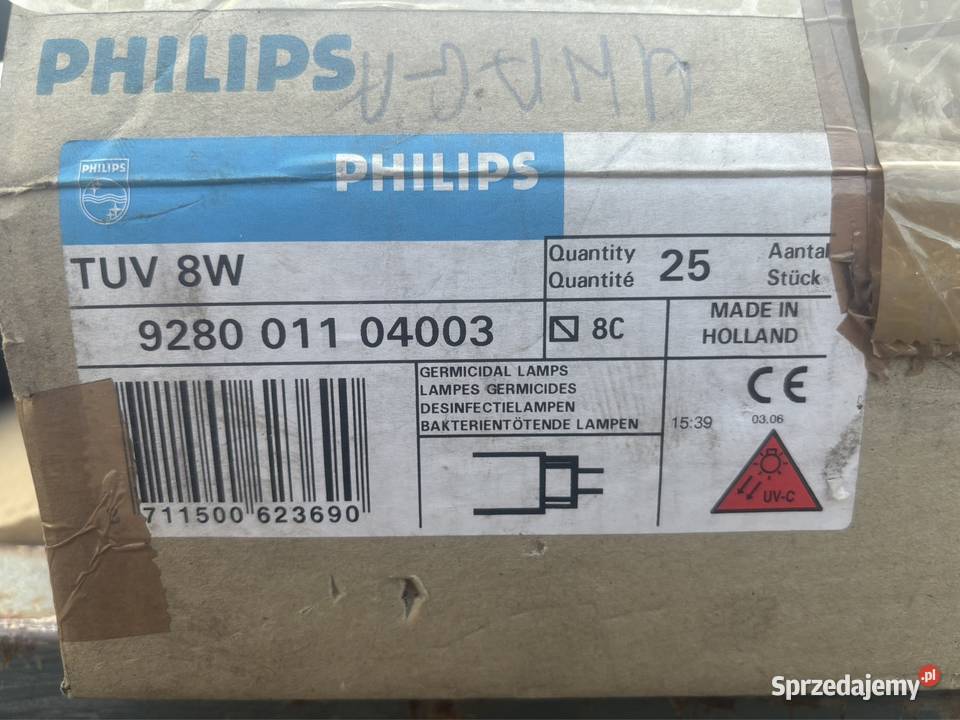 PHILIPS
PHILIPS
PHILIPS
TUV 8W
Quantity 25 Aantal
Quantité Stück
9280 011 04003
8C
MADE IN
HOLLAND
GERMICIDAL LAMPS
LAMPES GERMICIDES
DESINFECTIELAMPEN
BAKTERIENTÖTENDE LAMPEN
CE
15:39 03.06
UV-C
711500 623690
Sprzedajemy.pl